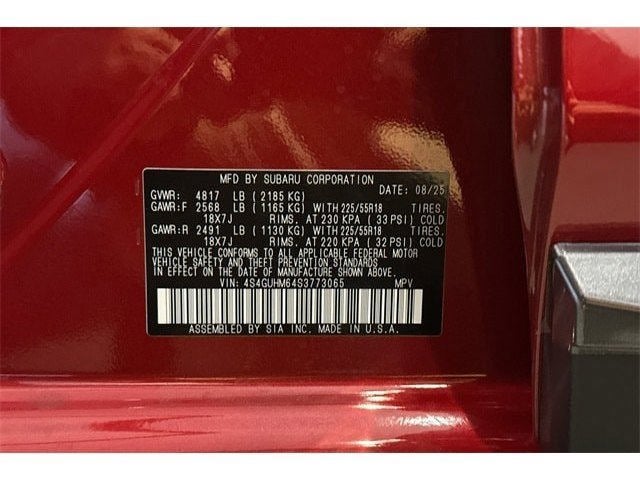 MFD BY SUBARU CORPORATION
DATE: 08/25
GVWR: 4817 LB (2185 KG)
GAWR:F 2568 LB (1165 KG) WITH 225/55R18 TIRES,
18X7J RIMS, AT 230 KPA (33 PSI) COLD
GAWR:R 2491 LB (1130 KG) WITH 225/55R18 TIRES,
18X7J RIMS, AT 220 KPA (32 PSI) COLD
THIS VEHICLE CONFORMS TO ALL APPLICABLE FEDERAL MOTOR
VEHICLE SAFETY AND THEFT PREVENTION STANDARDS
IN EFFECT ON THE DATE OF MANUFACTURE SHOWN ABOVE.
VIN: 4S4GUHM64S3773065 MPV
ASSEMBLED BY SIA INC. MADE IN U.S.A.